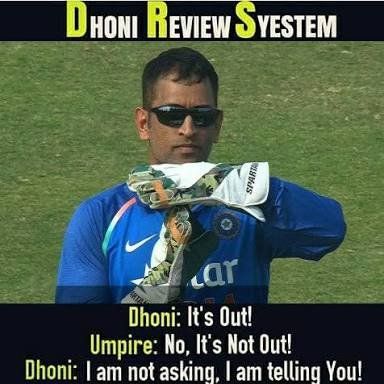 DHONI REVIEW SYESTEM
SPARTAN
tar
Dhoni: It's Out!
Umpire: No, It's Not Out!
Dhoni: I am not asking, I am telling You!